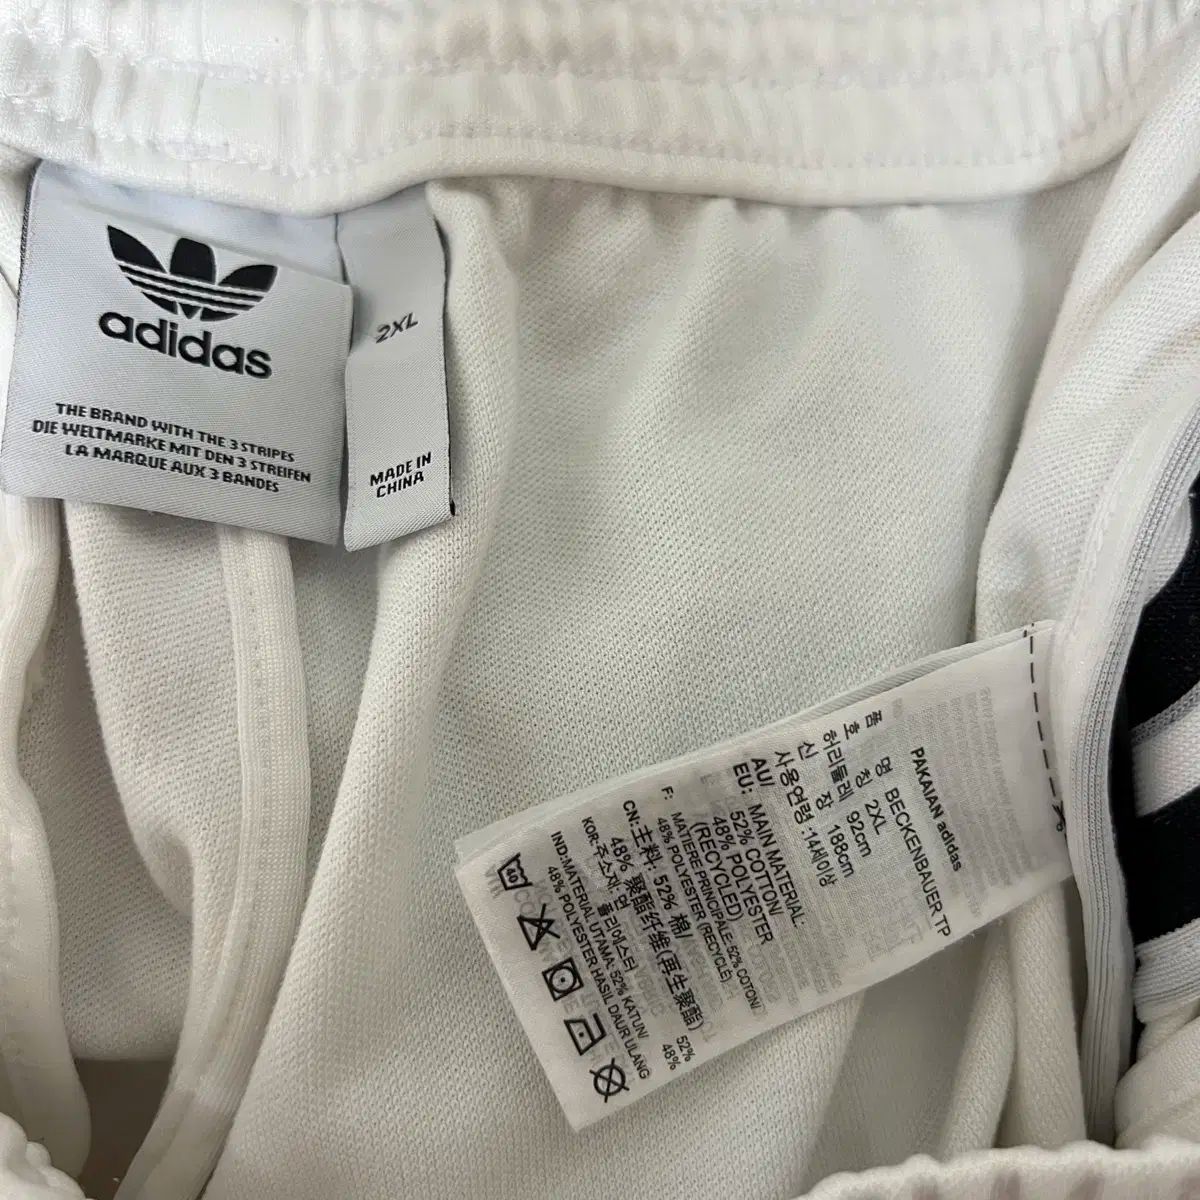 adidas
THE BRAND WITH THE 3 STRIPES
DIE WELTMARKE MIT DEN 3 STREIFEN
LA MARQUE AUX 3 BANDES
2XL
MADE IN
CHINA
PAKAIAN adidas
품 명 BECKENBAUER TP
호 칭 2XL
허리둘레 92cm
신 장 188cm
사용연령 :14세이상
AU/
EU: MAIN MATERIAL:
52% COTTON/
48% POLYESTER
(RECYCLED)
F: MATIERE PRINCIPALE: 52% COTON/
48% POLYESTER (RECYCLÉ)
CN: 主料: 52% 棉/
48% 聚酯纤维(再生聚酯)
KOR: 주소재: 면 52%
폴리에스터 48%
IND:MATERIAL UTAMA: 52% KATUN/
48% POLYESTER HASIL DAUR ULANG
40